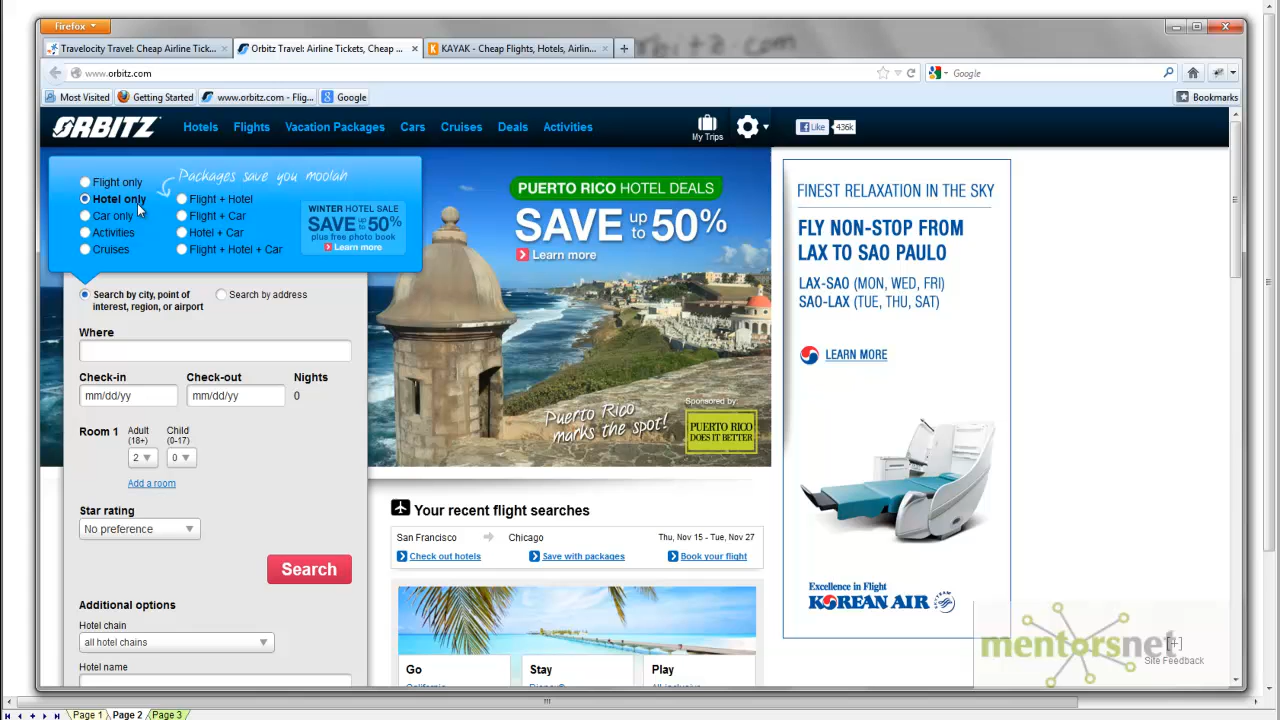 Firefox
Travelocity Travel: Cheap Airline Tick...
Orbitz Travel: Airline Tickets, Cheap ...
KAYAK - Cheap Flights, Hotels, Airlin...
rbitz.com
www.orbitz.com
Google
Most Visited
Getting Started
www.orbitz.com - Flig...
Google
Bookmarks
ORBITZ
Hotels
Flights
Vacation Packages
Cars
Cruises
Deals
Activities
My Trips
Like
436k
Flight only
Hotel only
Car only
Activities
Cruises
Packages save you moolah
Flight + Hotel
Flight + Car
Hotel + Car
Flight + Hotel + Car
WINTER HOTEL SALE
SAVE up to 50%
plus free photo book
Learn more
Search by city, point of
interest, region, or airport
Search by address
Where
Check-in
Check-out
Nights
mm/dd/yy
mm/dd/yy
0
Room 1
Adult
(18+)
Child
(0-17)
2
0
Add a room
Star rating
No preference
Search
Additional options
Hotel chain
all hotel chains
Hotel name
PUERTO RICO HOTEL DEALS
SAVE up to 50%
Learn more
Puerto Rico
marks the spot!
Sponsored by:
PUERTO RICO
DOES IT BETTER
Your recent flight searches
San Francisco
Chicago
Thu, Nov 15 - Tue, Nov 27
Check out hotels
Save with packages
Book your flight
Go
Stay
Play
FINEST RELAXATION IN THE SKY
FLY NON-STOP FROM
LAX TO SAO PAULO
LAX-SAO (MON, WED, FRI)
SAO-LAX (TUE, THU, SAT)
LEARN MORE
Excellence in Flight
KOREAN AIR
mentorsnet
[+]
Site Feedback
Page 1
Page 2
Page 3